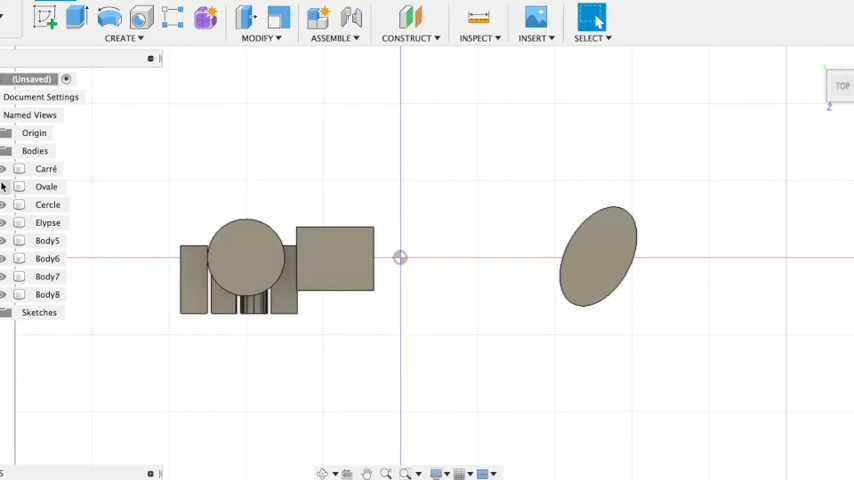 CREATE
MODIFY
ASSEMBLE
CONSTRUCT
INSPECT
INSERT
SELECT
(Unsaved)
TOP
Z
Document Settings
Named Views
Origin
Bodies
Carré
Ovale
Cercle
Elypse
Body5
Body6
Body7
Body8
Sketches